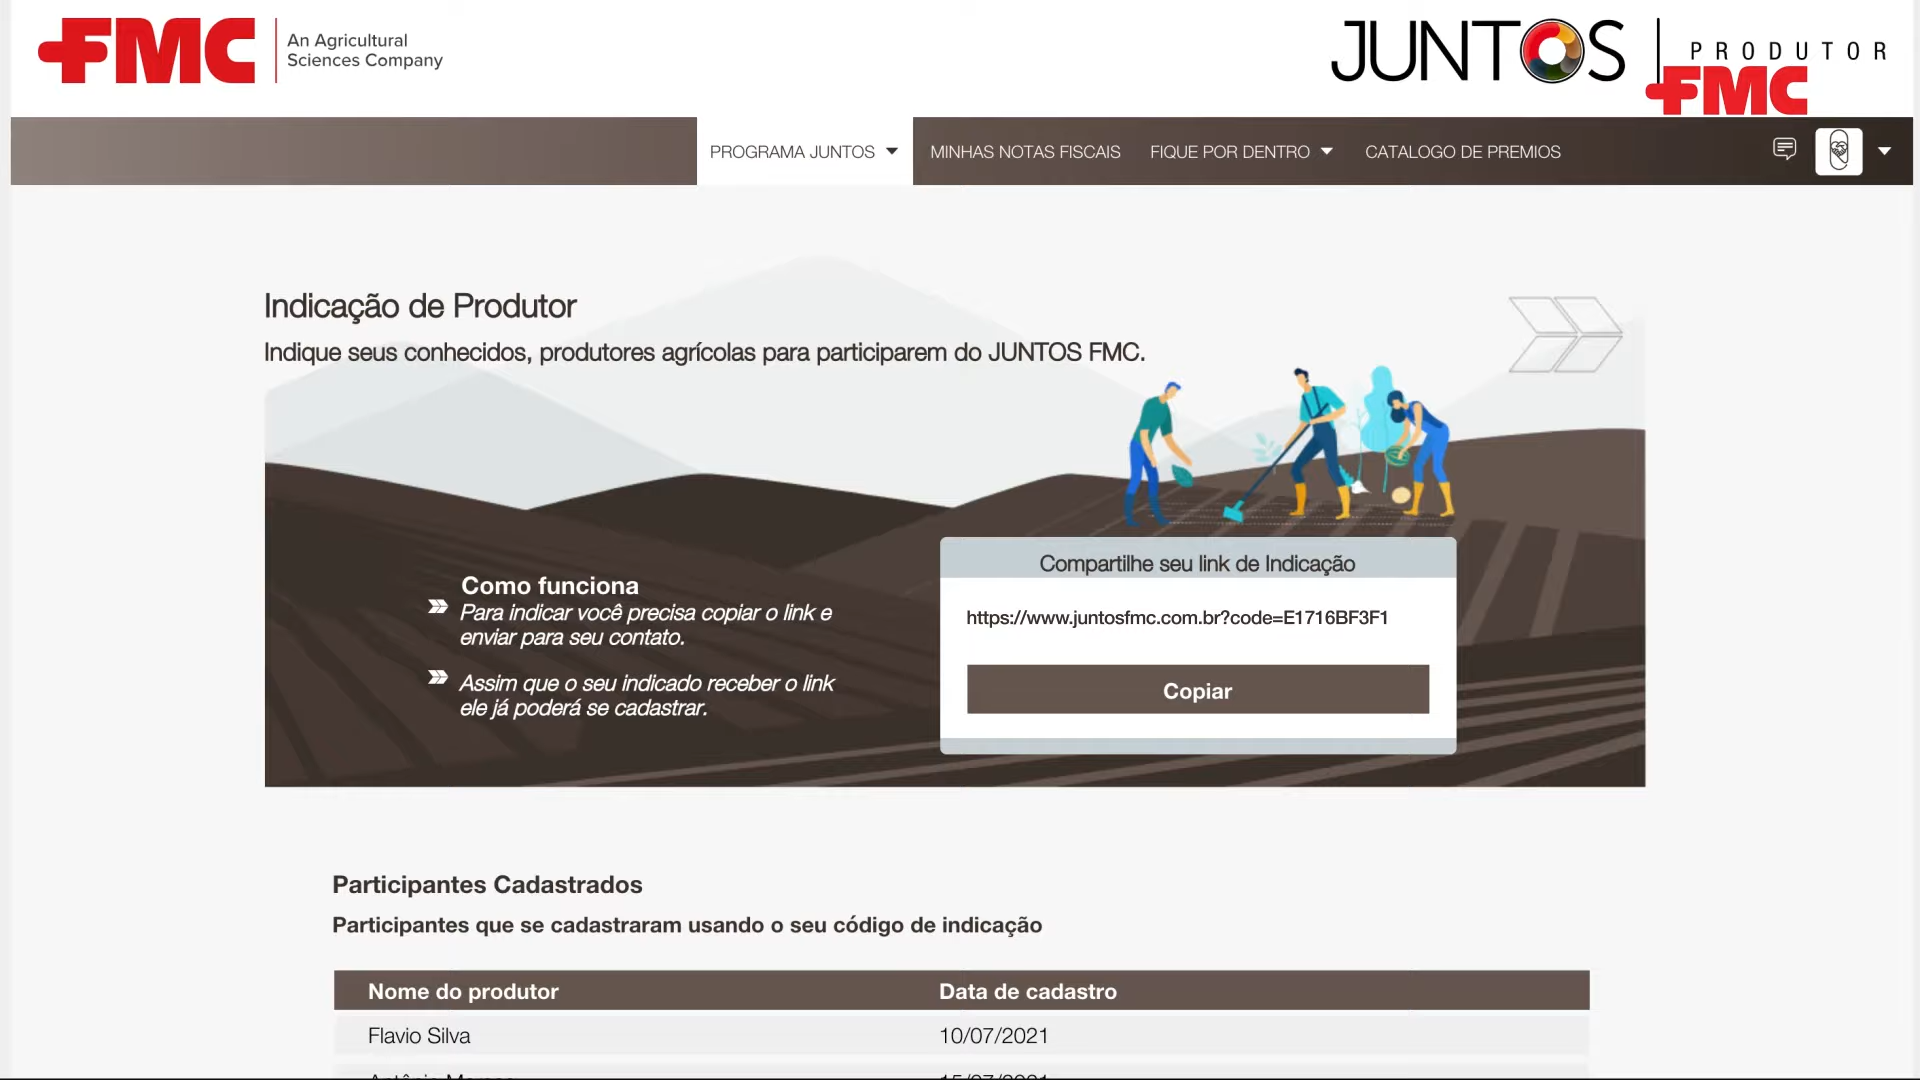 FMC
An Agricultural
Sciences Company
JUNTOS
PRODUTOR
FMC
PROGRAMA JUNTOS
MINHAS NOTAS FISCAIS
FIQUE POR DENTRO
CATALOGO DE PREMIOS
Indicação de Produtor
Indique seus conhecidos, produtores agrícolas para participarem do JUNTOS FMC.
Como funciona
Para indicar você precisa copiar o link e
enviar para seu contato.
Assim que o seu indicado receber o link
ele já poderá se cadastrar.
Compartilhe seu link de Indicação
https://www.juntosfmc.com.br?code=E1716BF3F1
Copiar
Participantes Cadastrados
Participantes que se cadastraram usando o seu código de indicação
Nome do produtor Data de cadastro
Flavio Silva 10/07/2021